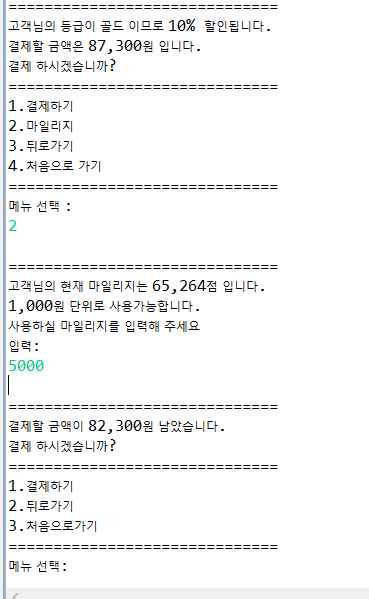 ==============================
고객님의 등급이 골드 이므로 10% 할인됩니다.
결제할 금액은 87,300원 입니다.
결제 하시겠습니까?
==============================
1.결제하기
2.마일리지
3.뒤로가기
4.처음으로 가기
==============================
메뉴 선택 :
2
==============================
고객님의 현재 마일리지는 65,264점 입니다.
1,000원 단위로 사용가능합니다.
사용하실 마일리지를 입력해 주세요
입력:
5000
==============================
결제할 금액이 82,300원 남았습니다.
결제 하시겠습니까?
==============================
1.결제하기
2.뒤로가기
3.처음으로가기
==============================
메뉴 선택: